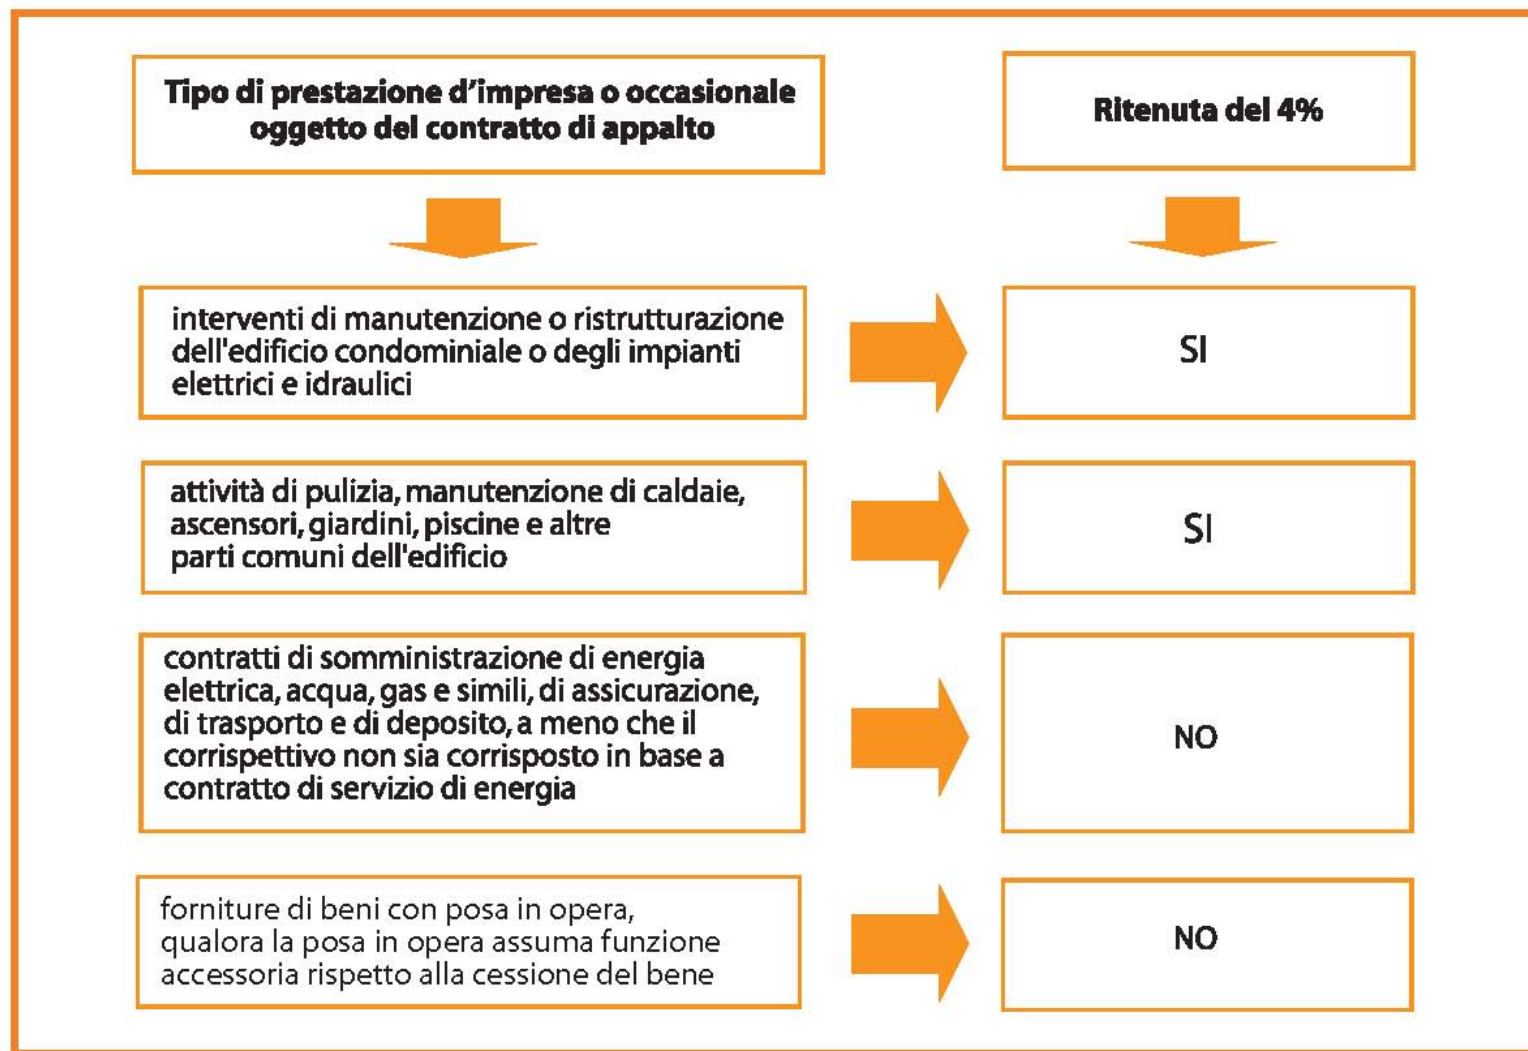 Tipo di prestazione d'impresa o occasionale
oggetto del contratto di appalto
Ritenuta del 4%
interventi di manutenzione o ristrutturazione
dell'edificio condominiale o degli impianti
elettrici e idraulici
SI
attività di pulizia, manutenzione di caldaie,
ascensori, giardini, piscine e altre
parti comuni dell'edificio
SI
contratti di somministrazione di energia
elettrica, acqua, gas e simili, di assicurazione,
di trasporto e di deposito, a meno che il
corrispettivo non sia corrisposto in base a
contratto di servizio di energia
NO
forniture di beni con posa in opera,
qualora la posa in opera assuma funzione
accessoria rispetto alla cessione del bene
NO